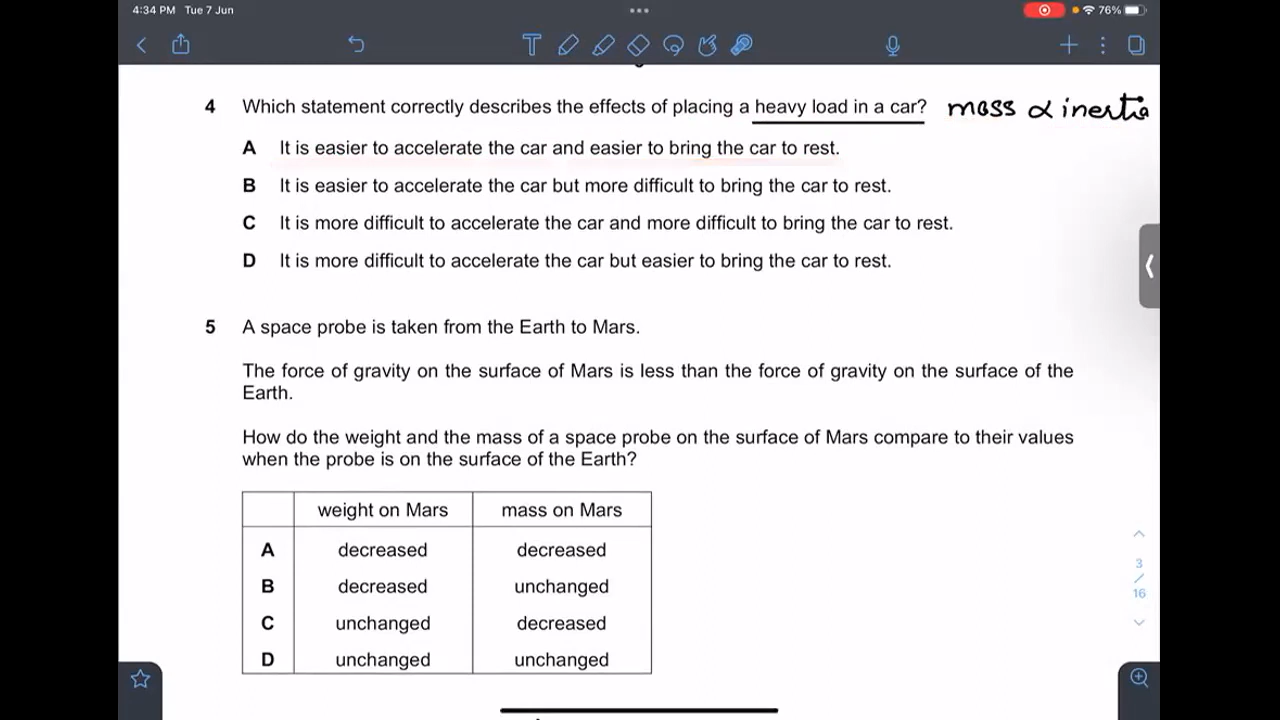 4:34 PM Tue 7 Jun
76%
4 Which statement correctly describes the effects of placing a heavy load in a car? mass ∝ inertia
A It is easier to accelerate the car and easier to bring the car to rest.
B It is easier to accelerate the car but more difficult to bring the car to rest.
C It is more difficult to accelerate the car and more difficult to bring the car to rest.
D It is more difficult to accelerate the car but easier to bring the car to rest.
5 A space probe is taken from the Earth to Mars.
The force of gravity on the surface of Mars is less than the force of gravity on the surface of the
Earth.
How do the weight and the mass of a space probe on the surface of Mars compare to their values
when the probe is on the surface of the Earth?
weight on Mars mass on Mars
A decreased decreased
B decreased unchanged
C unchanged decreased
D unchanged unchanged
3
/
16